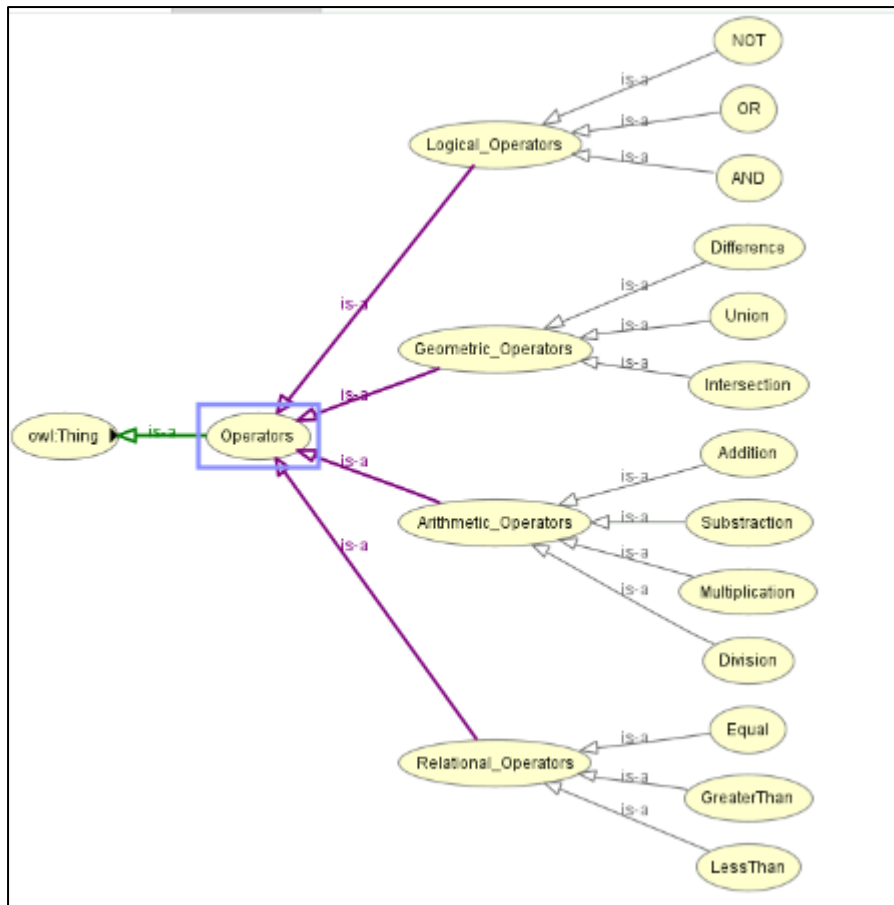 NOT
is-a
OR
is-a
Logical_Operators
is-a
AND
Difference
is-a
is-a
Union
is-a
Geometric_Operators
is-a
Intersection
is-a
owl:Thing
is-a
Operators
is-a
Addition
is-a
Arithmetic_Operators
is-a
Substraction
is-a
is-a
Multiplication
is-a
Division
Equal
is-a
Relational_Operators
is-a
GreaterThan
is-a
LessThan